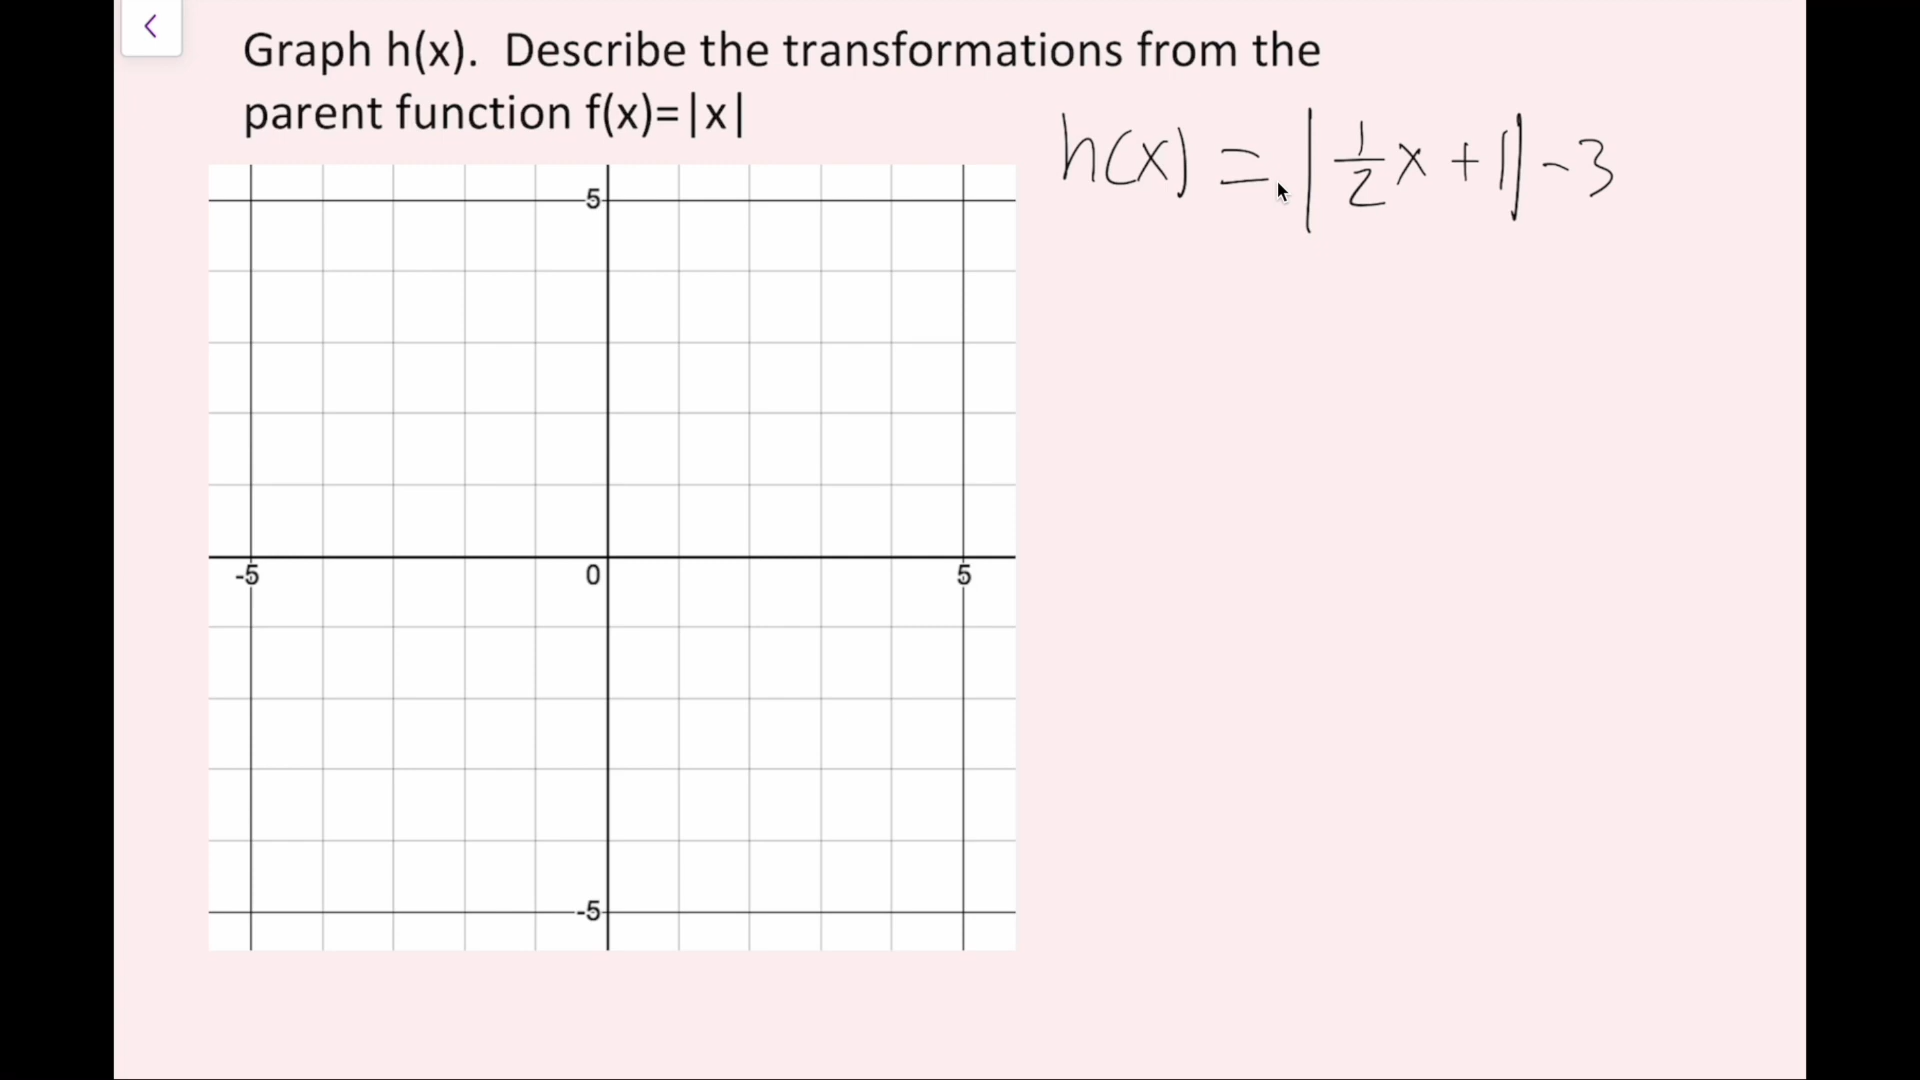 Graph h(x). Describe the transformations from the
parent function f(x)=|x|
h(x) = |½x + 1| - 3
5
-5 0 5
-5